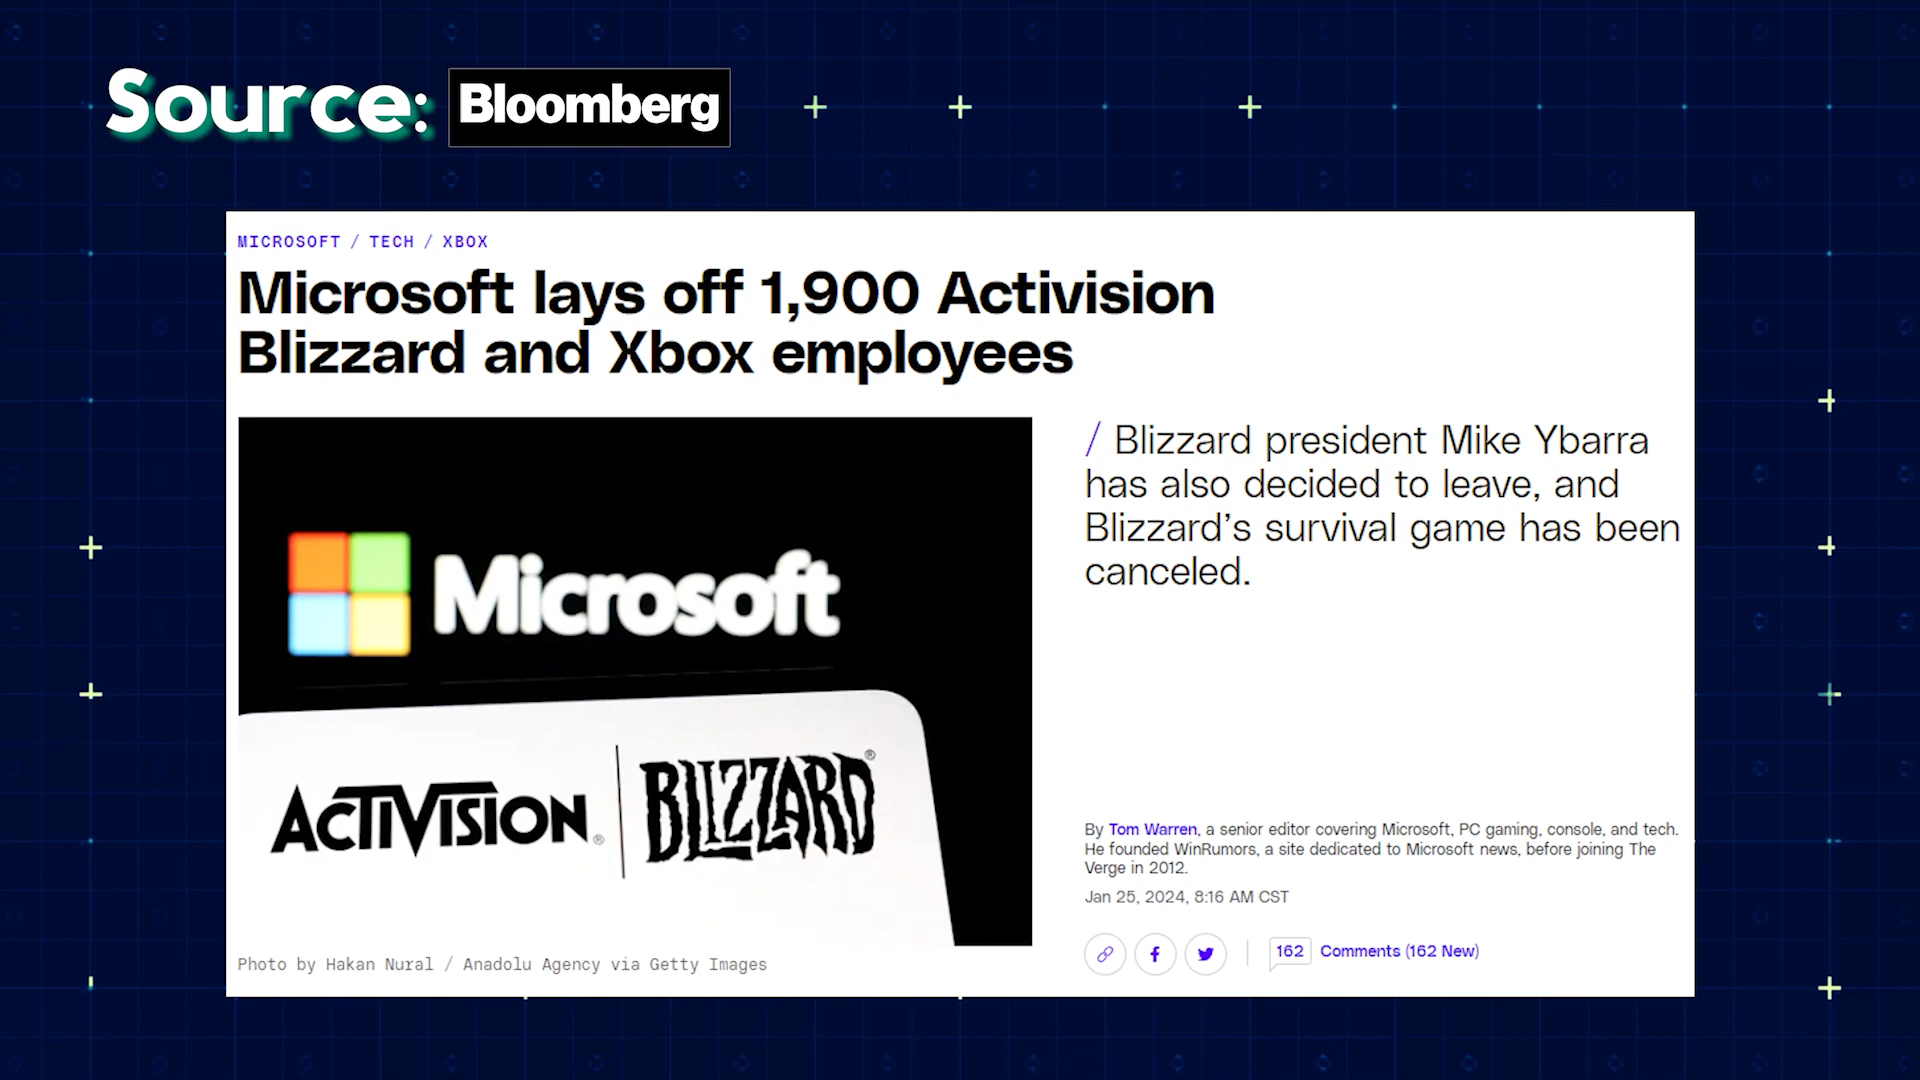 Source: Bloomberg
MICROSOFT / TECH / XBOX
Microsoft lays off 1,900 Activision
Blizzard and Xbox employees
Microsoft
ACTIVISION® | BLIZZARD®
Photo by Hakan Nural / Anadolu Agency via Getty Images
/ Blizzard president Mike Ybarra
has also decided to leave, and
Blizzard’s survival game has been
canceled.
By Tom Warren, a senior editor covering Microsoft, PC gaming, console, and tech.
He founded WinRumors, a site dedicated to Microsoft news, before joining The
Verge in 2012.
Jan 25, 2024, 8:16 AM CST
162 Comments (162 New)